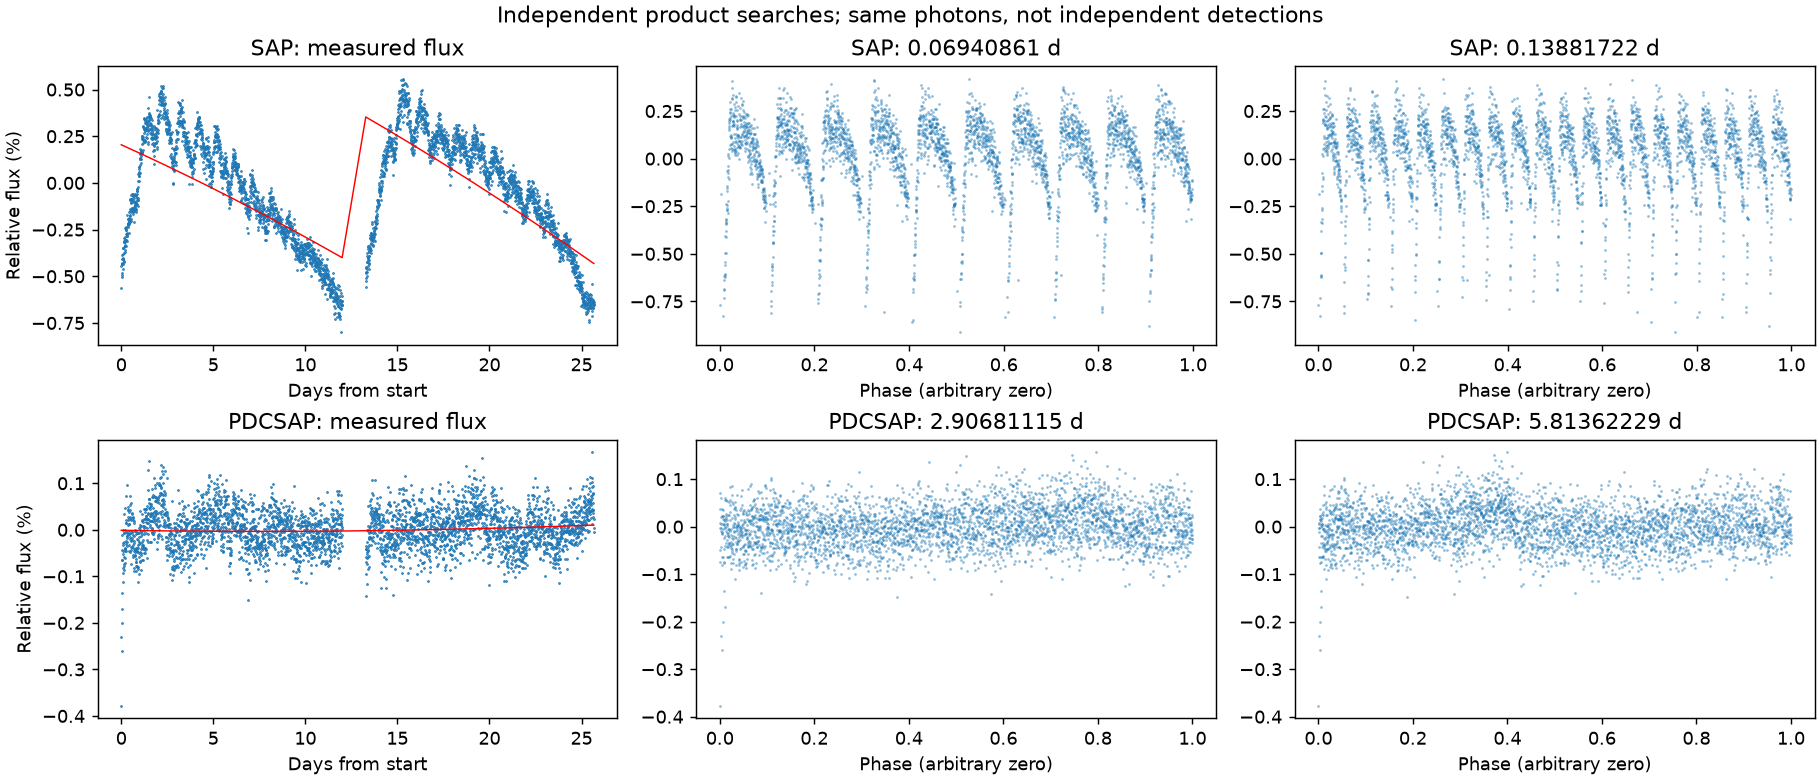 Independent product searches; same photons, not independent detections
SAP: measured flux
SAP: 0.06940861 d
SAP: 0.13881722 d
Relative flux (%)
0.50
0.25
0.00
−0.25
−0.50
−0.75
0.25
0.00
−0.25
−0.50
−0.75
0.25
0.00
−0.25
−0.50
−0.75
0 5 10 15 20 25
0.0 0.2 0.4 0.6 0.8 1.0
0.0 0.2 0.4 0.6 0.8 1.0
Days from start
Phase (arbitrary zero)
Phase (arbitrary zero)
PDCSAP: measured flux
PDCSAP: 2.90681115 d
PDCSAP: 5.81362229 d
Relative flux (%)
0.1
0.0
−0.1
−0.2
−0.3
−0.4
0.1
0.0
−0.1
−0.2
−0.3
−0.4
0.1
0.0
−0.1
−0.2
−0.3
−0.4
0 5 10 15 20 25
0.0 0.2 0.4 0.6 0.8 1.0
0.0 0.2 0.4 0.6 0.8 1.0
Days from start
Phase (arbitrary zero)
Phase (arbitrary zero)